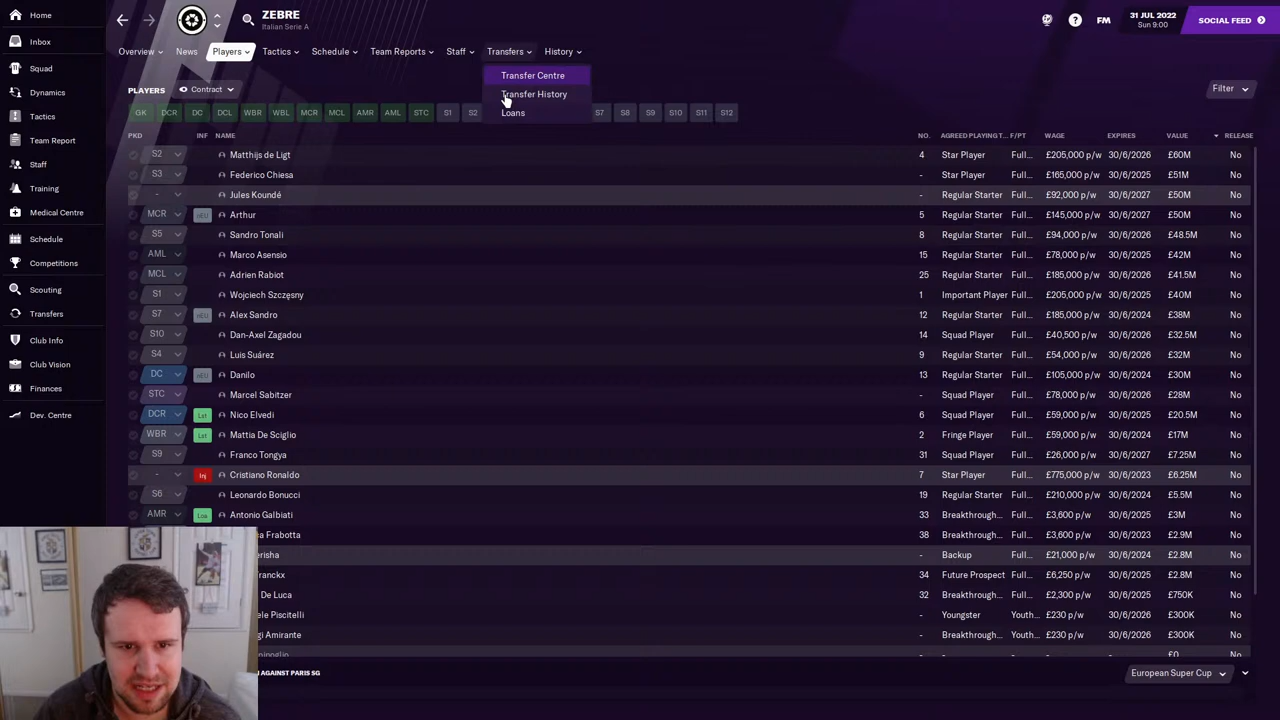 Home
ZEBRE
Italian Serie A
31 JUL 2022
Sun 9:00
FM
SOCIAL FEED
Inbox
Overview News Players Tactics Schedule Team Reports Staff Transfers History
Squad
Dynamics
Tactics
Team Report
Staff
Training
Medical Centre
Schedule
Competitions
Scouting
Transfers
Club Info
Club Vision
Finances
Dev. Centre
Transfer Centre
Transfer History
Loans
PLAYERS Contract Filter
GK DCR DC DCL WBR WBL MCR MCL AMR AML STC S1 S2 S7 S8 S9 S10 S11 S12
PKD INF NAME NO. AGREED PLAYING T... F/PT WAGE EXPIRES VALUE RELEASE
S2 Matthijs de Ligt 4 Star Player Full... £205,000 p/w 30/6/2026 £60M No
S3 Federico Chiesa - Star Player Full... £165,000 p/w 30/6/2025 £51M No
- Jules Koundé - Regular Starter Full... £92,000 p/w 30/6/2027 £50M No
MCR nEU Arthur 5 Regular Starter Full... £145,000 p/w 30/6/2027 £50M No
S5 Sandro Tonali 8 Regular Starter Full... £94,000 p/w 30/6/2026 £48.5M No
AML Marco Asensio 15 Regular Starter Full... £78,000 p/w 30/6/2025 £42M No
MCL Adrien Rabiot 25 Regular Starter Full... £185,000 p/w 30/6/2026 £41.5M No
S1 Wojciech Szczęsny 1 Important Player Full... £205,000 p/w 30/6/2025 £40M No
S7 nEU Alex Sandro 12 Regular Starter Full... £185,000 p/w 30/6/2024 £38M No
S10 Dan-Axel Zagadou 14 Squad Player Full... £40,500 p/w 30/6/2026 £32.5M No
S4 Luis Suárez 9 Regular Starter Full... £54,000 p/w 30/6/2026 £32M No
DC nEU Danilo 13 Regular Starter Full... £105,000 p/w 30/6/2024 £30M No
STC Marcel Sabitzer - Squad Player Full... £78,000 p/w 30/6/2026 £28M No
DCR Lst Nico Elvedi 6 Squad Player Full... £59,000 p/w 30/6/2025 £20.5M No
WBR Lst Mattia De Sciglio 2 Fringe Player Full... £59,000 p/w 30/6/2024 £17M No
S9 Franco Tongya 31 Squad Player Full... £26,000 p/w 30/6/2027 £7.25M No
- Inj Cristiano Ronaldo 7 Star Player Full... £775,000 p/w 30/6/2023 £6.25M No
S6 Leonardo Bonucci 19 Regular Starter Full... £210,000 p/w 30/6/2024 £5.5M No
AMR Loa Antonio Galbiati 33 Breakthrough... Full... £3,600 p/w 30/6/2025 £3M No
Frabotta 38 Breakthrough... Full... £3,600 p/w 30/6/2023 £2.9M No
erisha - Backup Full... £21,000 p/w 30/6/2024 £2.8M No
ranckx 34 Future Prospect Full... £6,250 p/w 30/6/2025 £2.8M No
De Luca 32 Breakthrough... Full... £2,300 p/w 30/6/2025 £750K No
ele Piscitelli - Youngster Youth... £230 p/w 30/6/2026 £300K No
gi Amirante - Breakthrough... Youth... £230 p/w 30/6/2025 £300K No
- - - - - £0 No
AGAINST PARIS SG European Super Cup